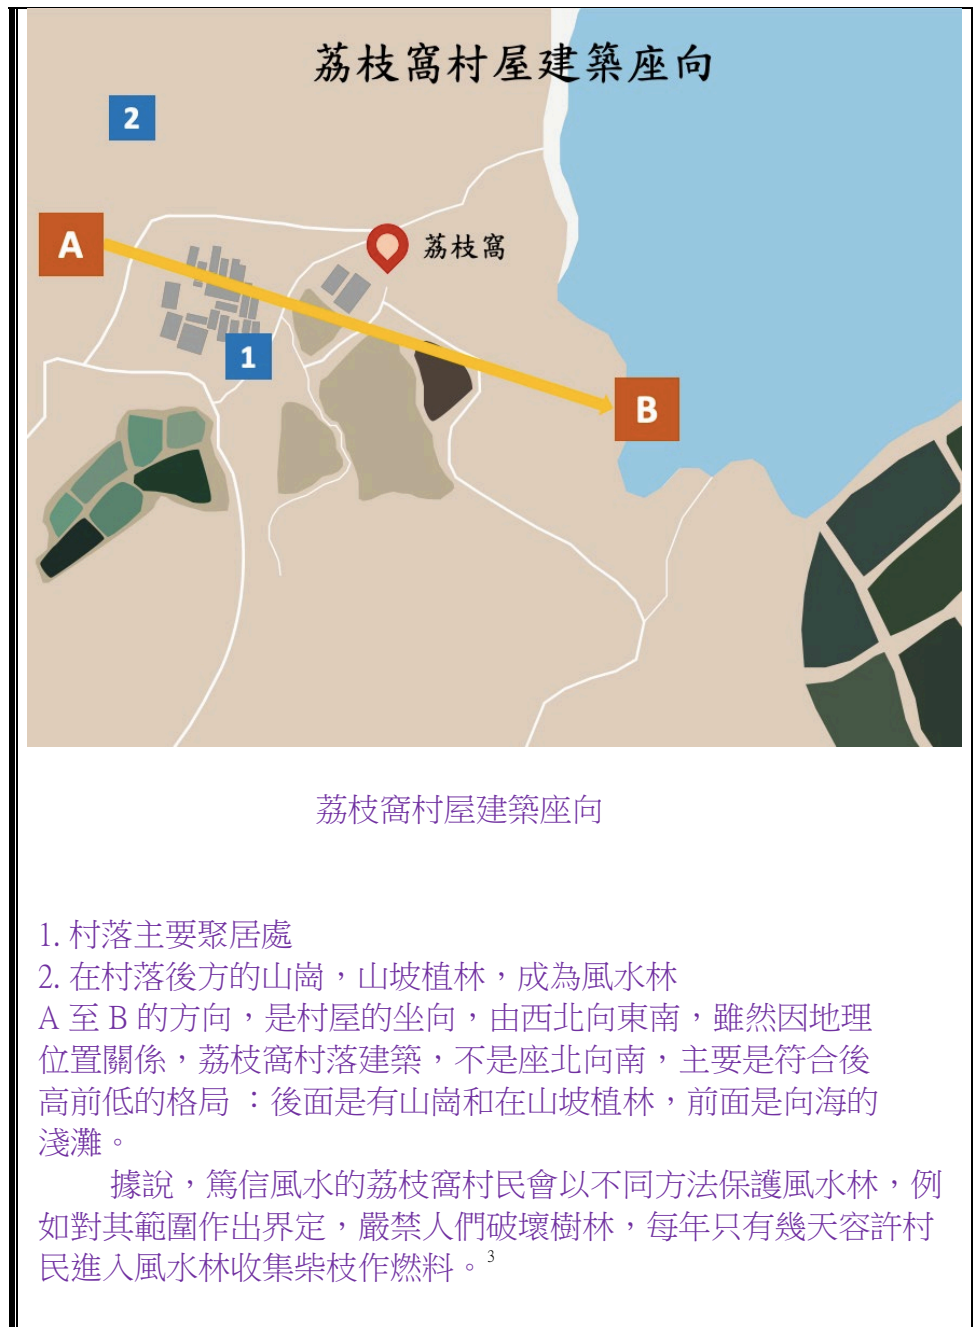 荔枝窩村屋建築座向
2
A
荔枝窩
1
B
荔枝窩村屋建築座向
1. 村落主要聚居處
2. 在村落後方的山崗，山坡植林，成為風水林
A 至 B 的方向，是村屋的坐向，由西北向東南，雖然因地理
位置關係，荔枝窩村落建築，不是座北向南，主要是符合後
高前低的格局 ：後面是有山崗和在山坡植林，前面是向海的
淺灘。
據說，篤信風水的荔枝窩村民會以不同方法保護風水林，例
如對其範圍作出界定，嚴禁人們破壞樹林，每年只有幾天容許村
民進入風水林收集柴枝作燃料。3